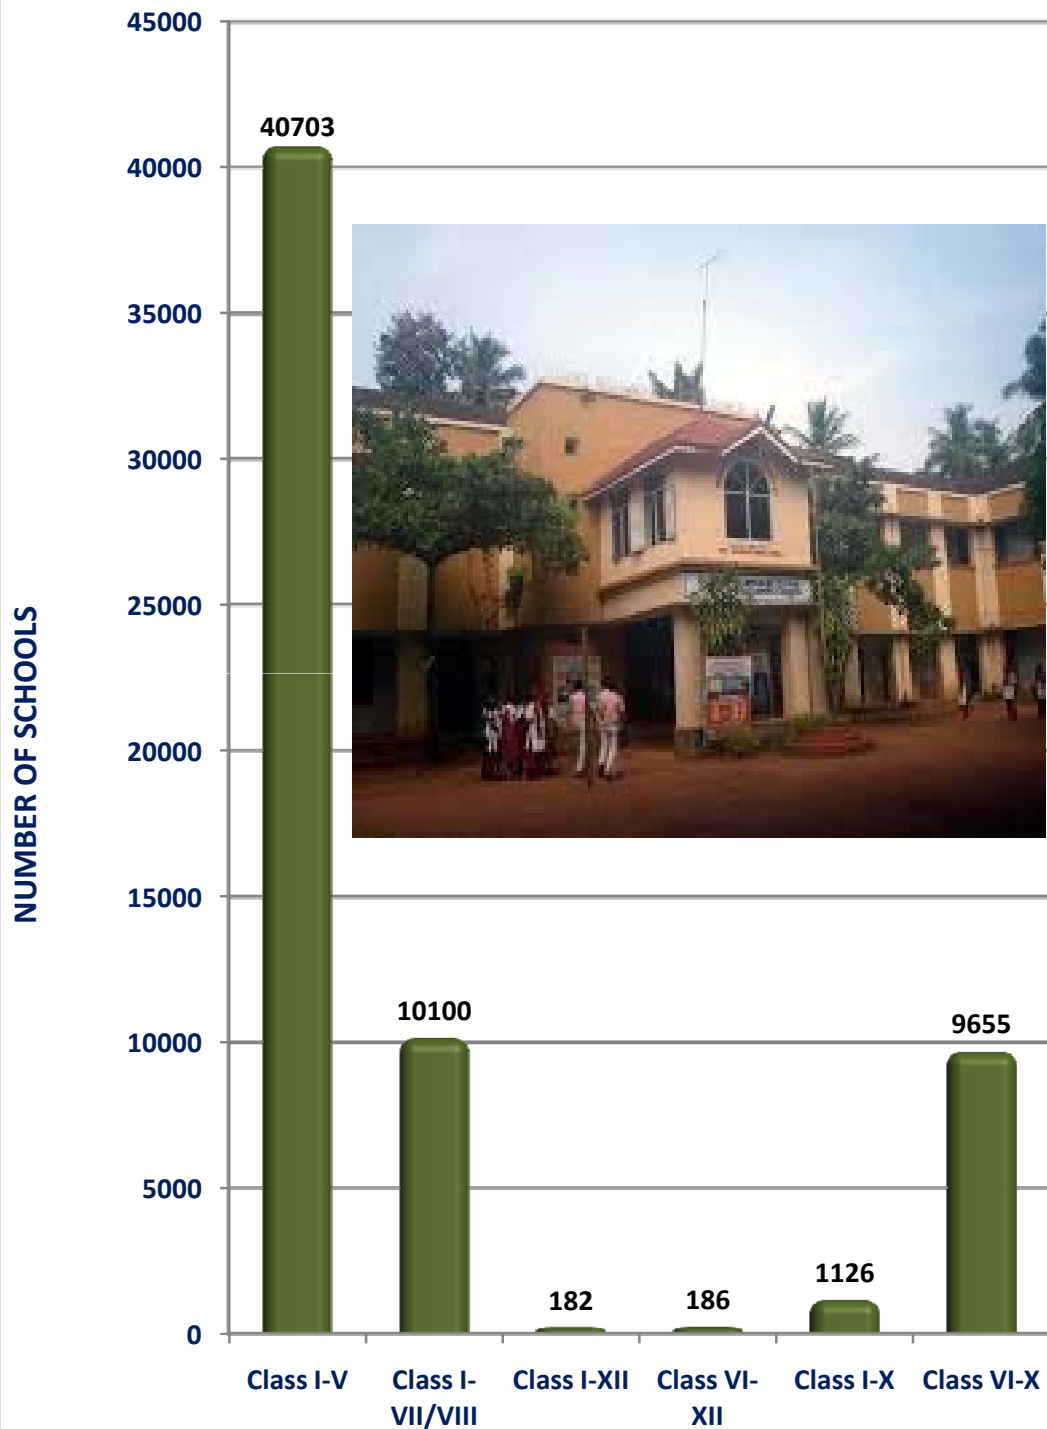 NUMBER OF SCHOOLS
45000
40000
35000
30000
25000
20000
15000
10000
5000
0
40703
10100
182
186
1126
9655
Class I-V
Class I-
VII/VIII
Class I-XII
Class VI-
XII
Class I-X
Class VI-X